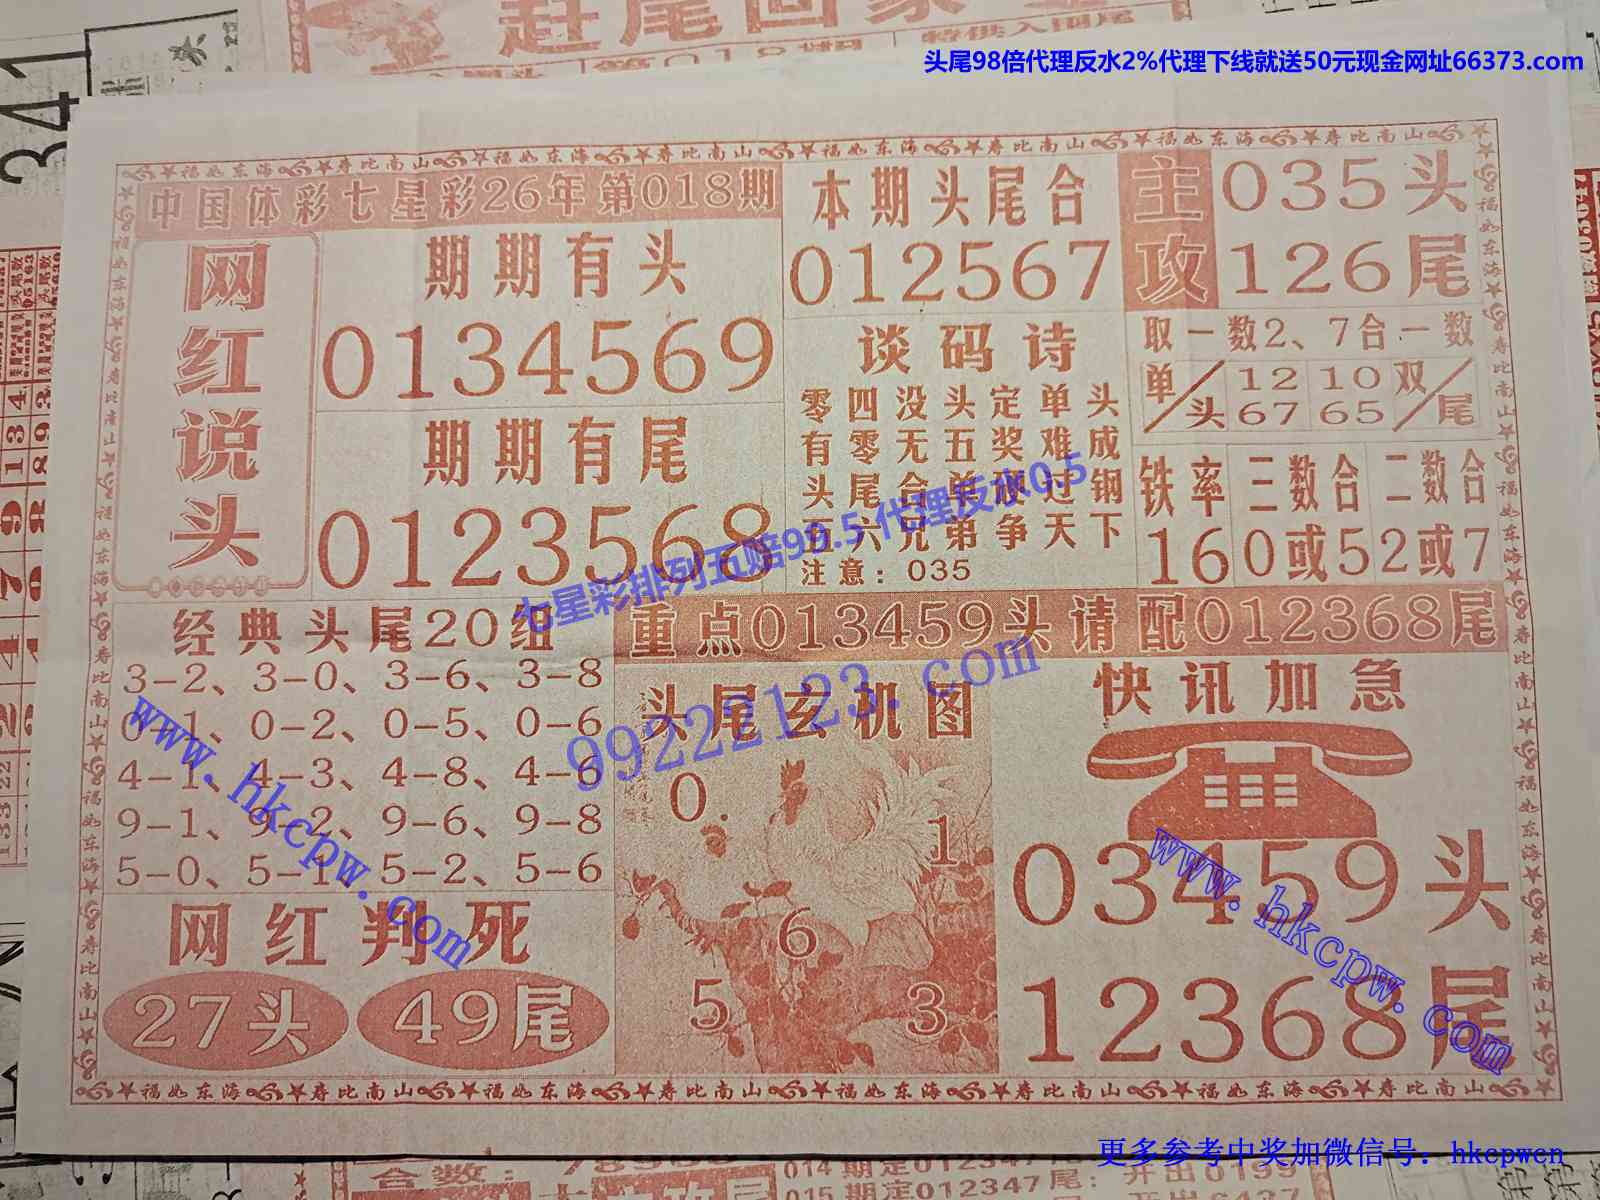 头尾98倍代理反水2%代理下线就送50元现金网址66373.com
中国体彩七星彩26年第018期
网红说头
期期有头
0134569
期期有尾
0123568
本期头尾合
012567
谈码诗
零四没头定单头
有零无五奖难成
头尾合单硬过钢
五六兄弟争天下
注意：035
主攻
035头
126尾
取一数2、7合一数
单/头
12 10
67 65
双/尾
铁率
160
三数合
0或5
二数合
2或7
经典头尾20组
3-2、3-0、3-6、3-8
0-1、0-2、0-5、0-6
4-1、4-3、4-8、4-6
9-1、9-2、9-6、9-8
5-0、5-1、5-2、5-6
网红判死
27头
49尾
重点013459头请配012368尾
头尾玄机图
0
1
6
5
3
快讯加急
03459头
12368尾
七星彩排列五赔99.5 代理反水0.5
99222123.com
www.hkcpw.com
www.hkcpw.com
更多参考中奖加微信号：hkcpwcn